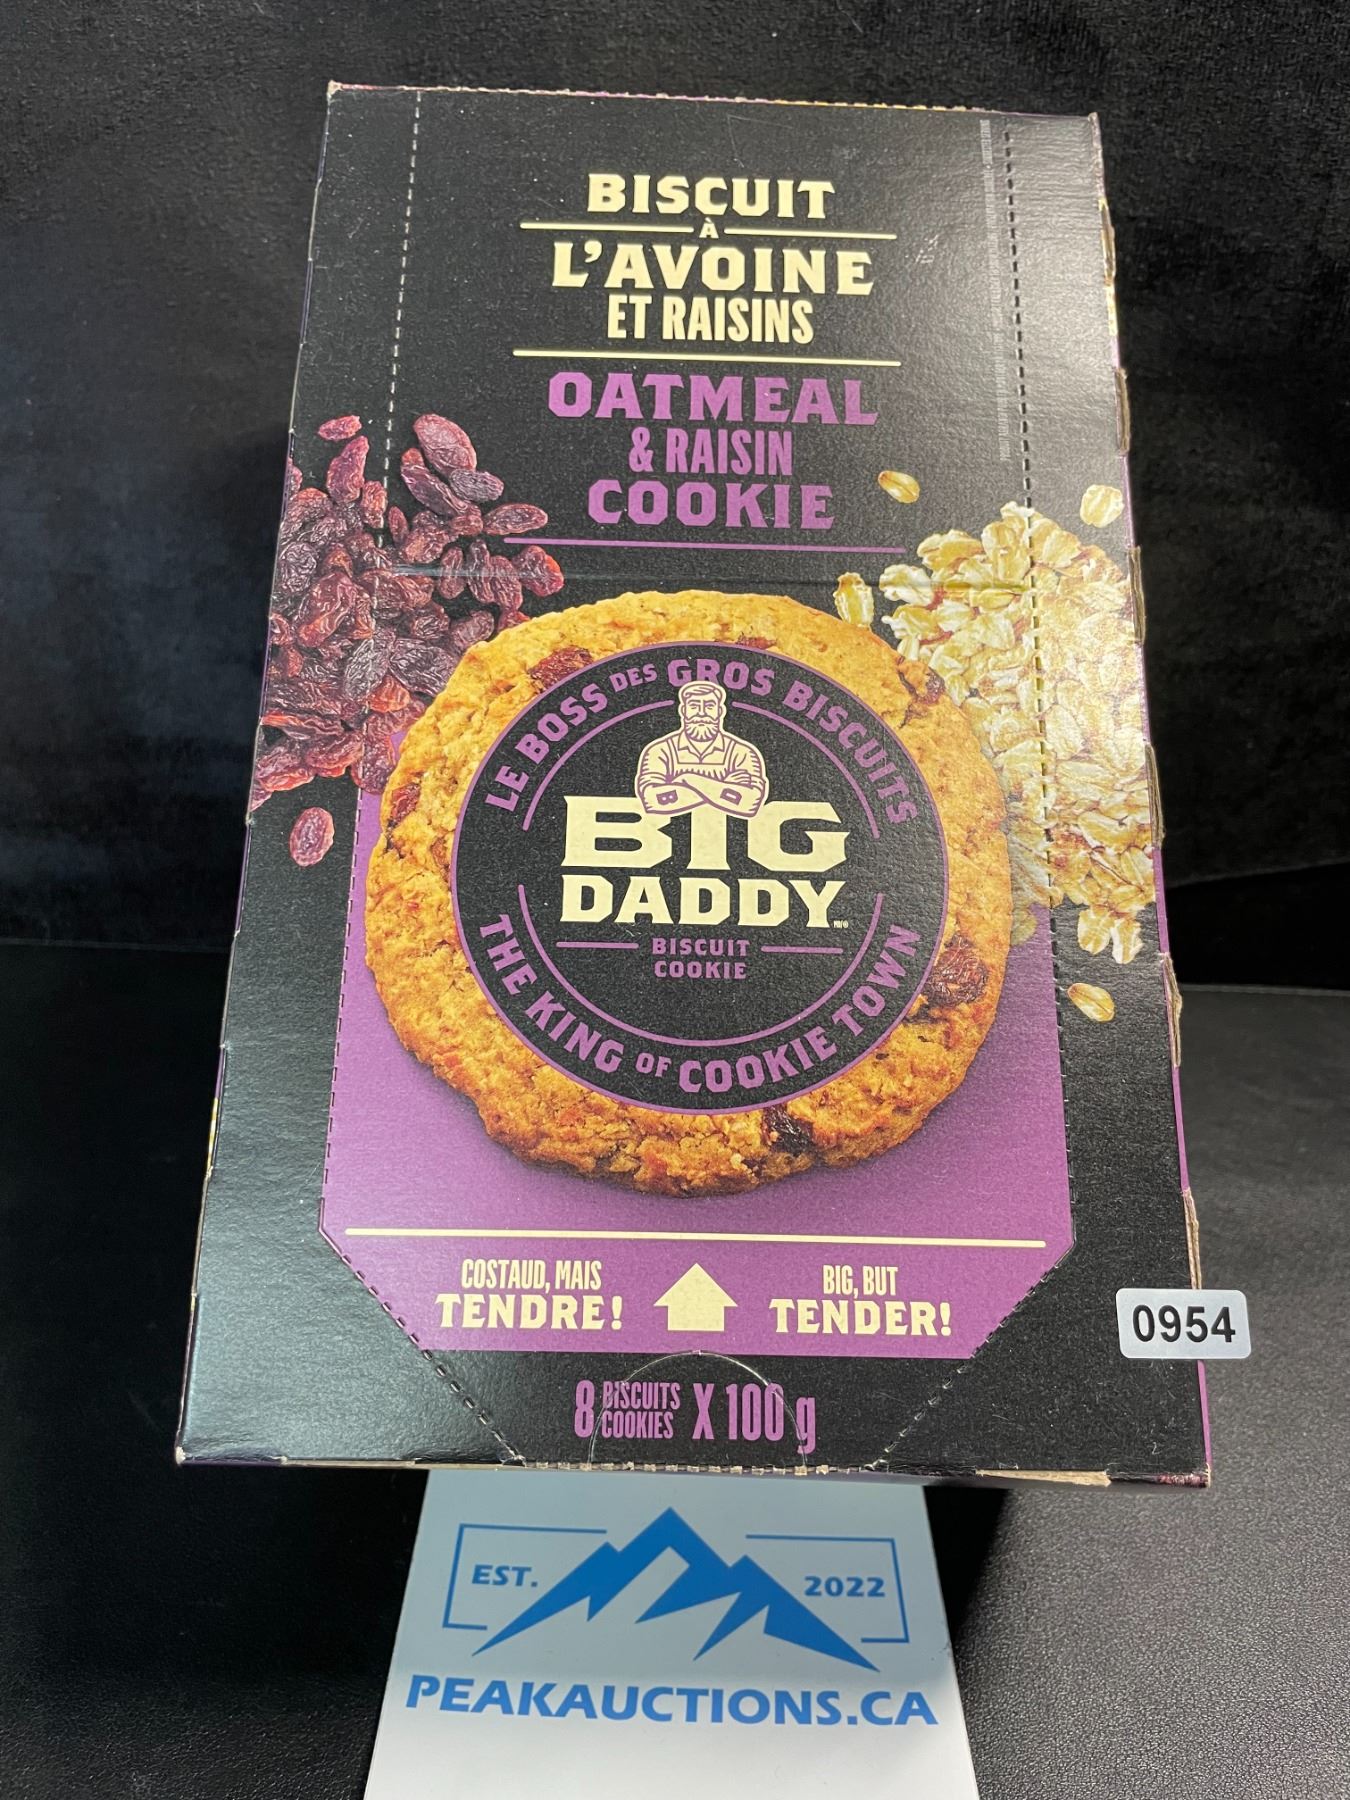 BISCUIT
À
L'AVOINE
ET RAISINS
OATMEAL
& RAISIN
COOKIE
LE BOSS DES GROS BISCUITS
B D
BIG
DADDY
BISCUIT
COOKIE
THE KING OF COOKIE TOWN
COSTAUD, MAIS
TENDRE!
BIG, BUT
TENDER!
0954
8 BISCUITS
COOKIES X 100 g
EST. 2022
PEAKAUCTIONS.CA